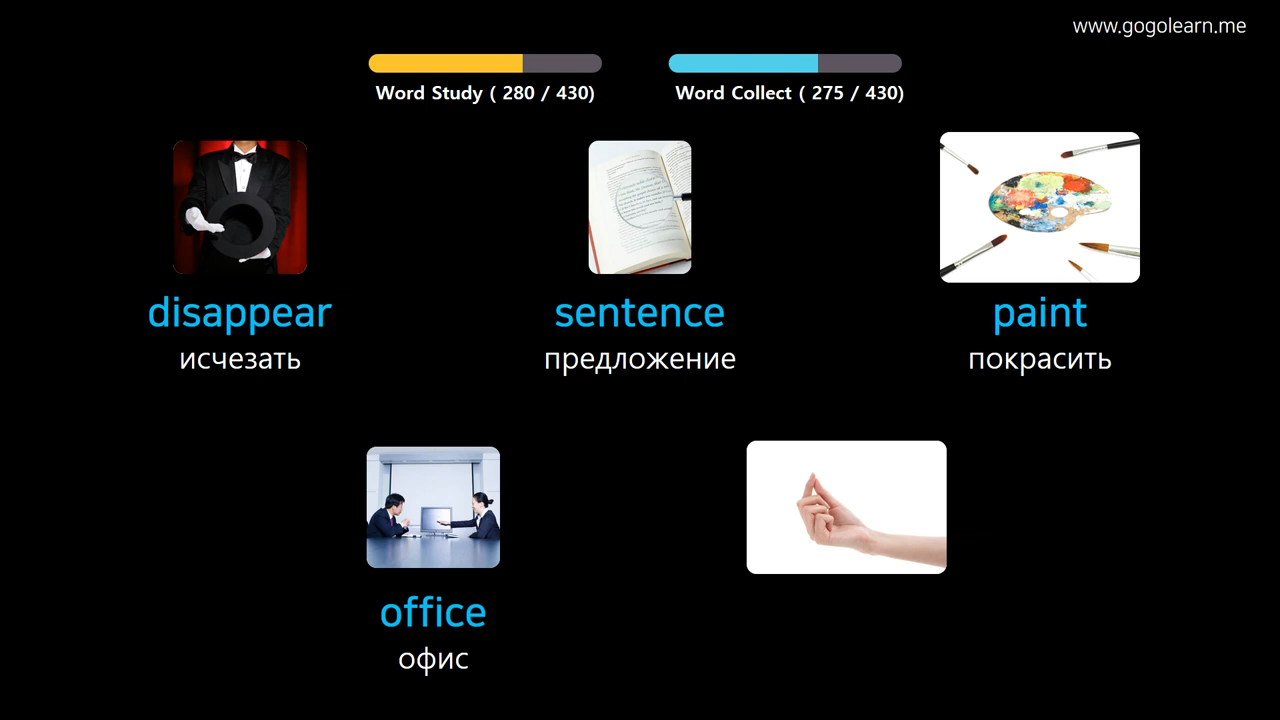 www.gogolearn.me
Word Study ( 280 / 430)
Word Collect ( 275 / 430)
disappear
исчезать
sentence
предложение
paint
покрасить
office
офис